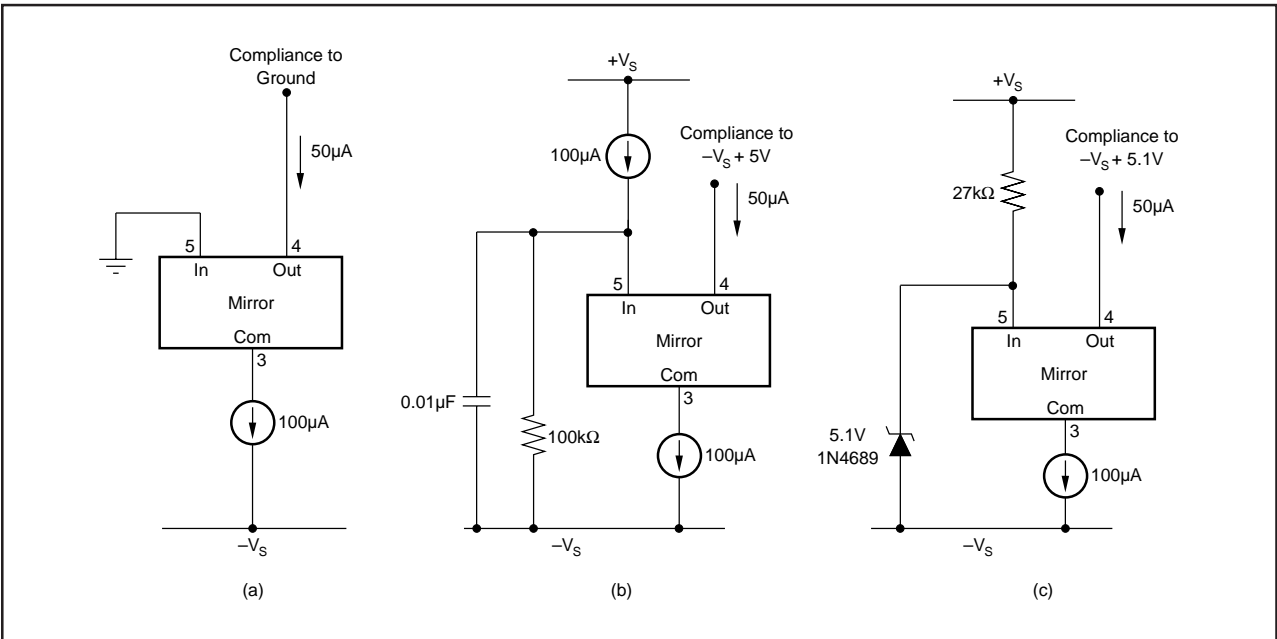 Compliance to
Ground
50µA
5
4
In
Out
Mirror
Com
3
100µA
–VS
(a)
+VS
100µA
Compliance to
–VS + 5V
50µA
5
4
In
Out
Mirror
Com
3
0.01µF
100kΩ
100µA
–VS
(b)
+VS
27kΩ
Compliance to
–VS + 5.1V
50µA
5
4
In
Out
Mirror
Com
3
5.1V
1N4689
100µA
–VS
(c)